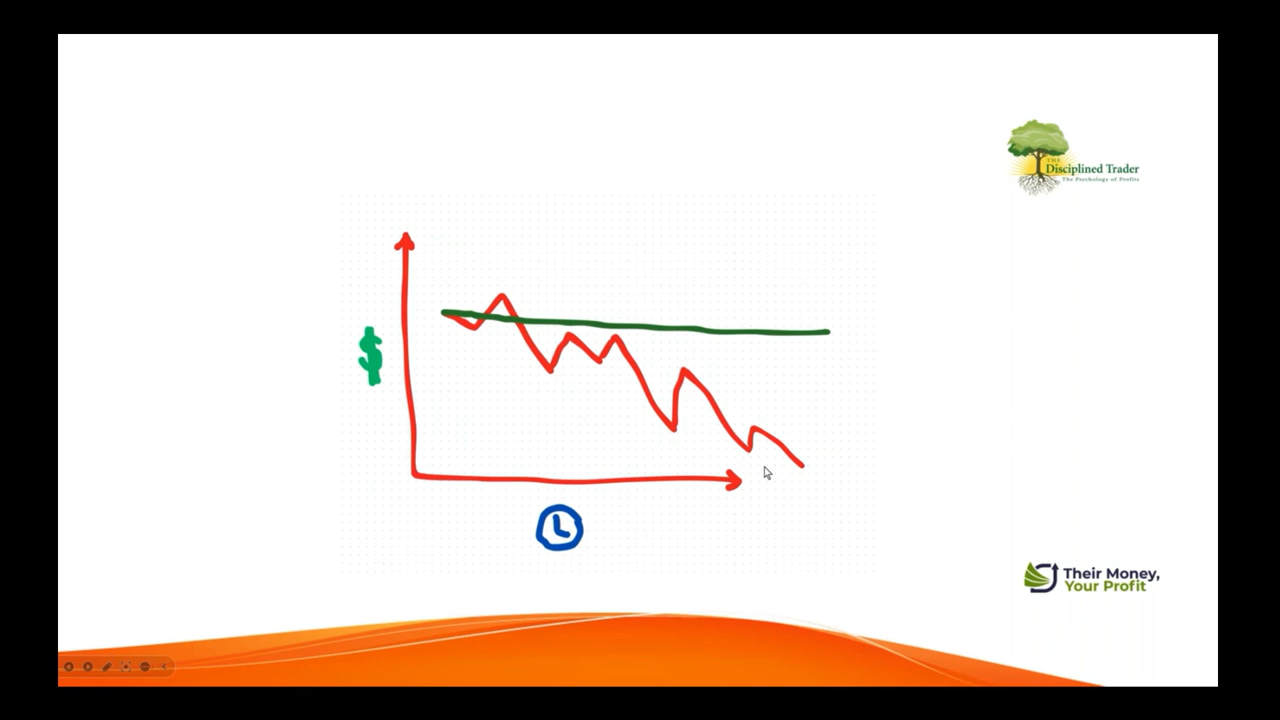 THE
Disciplined Trader
The Psychology of Profits
$
Their Money,
Your Profit